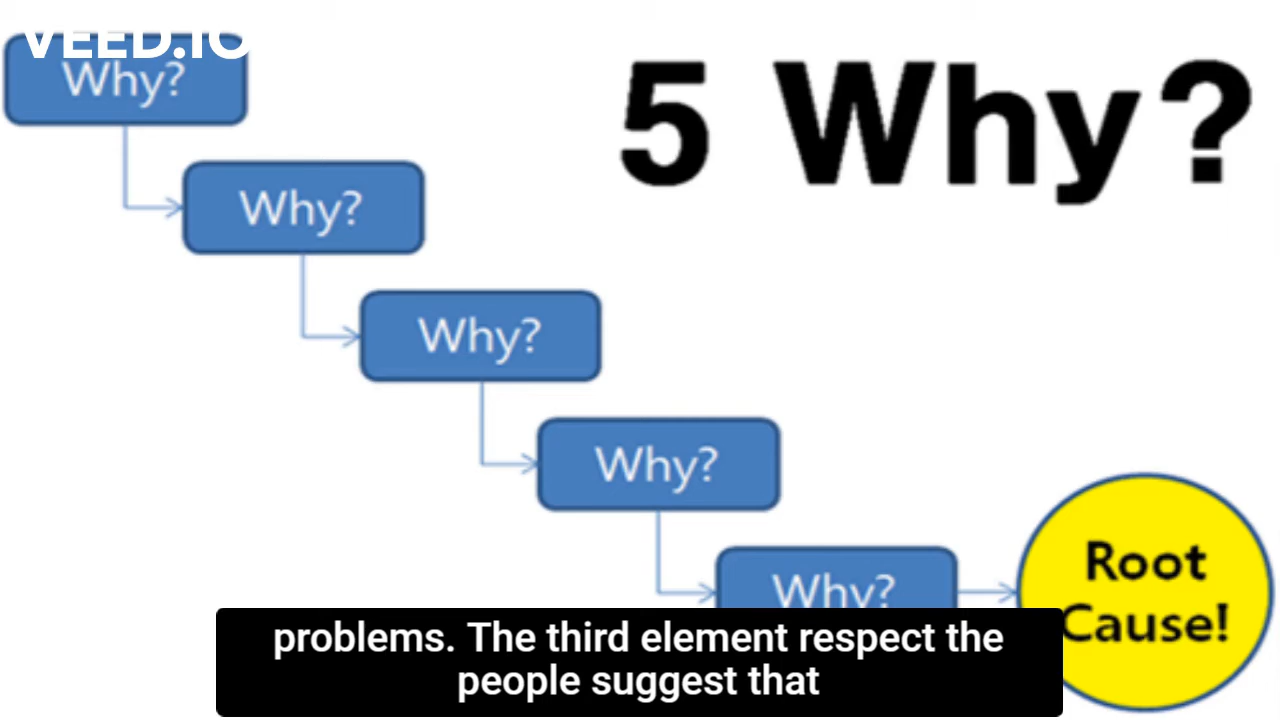 VEED.IO
Why?
5 Why?
Why?
Why?
Why?
Why?
Root
Cause!
problems. The third element respect the
people suggest that